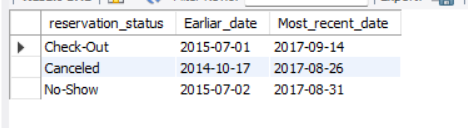 reservation_status Earliar_date Most_recent_date
Check-Out 2015-07-01 2017-09-14
Canceled 2014-10-17 2017-08-26
No-Show 2015-07-02 2017-08-31